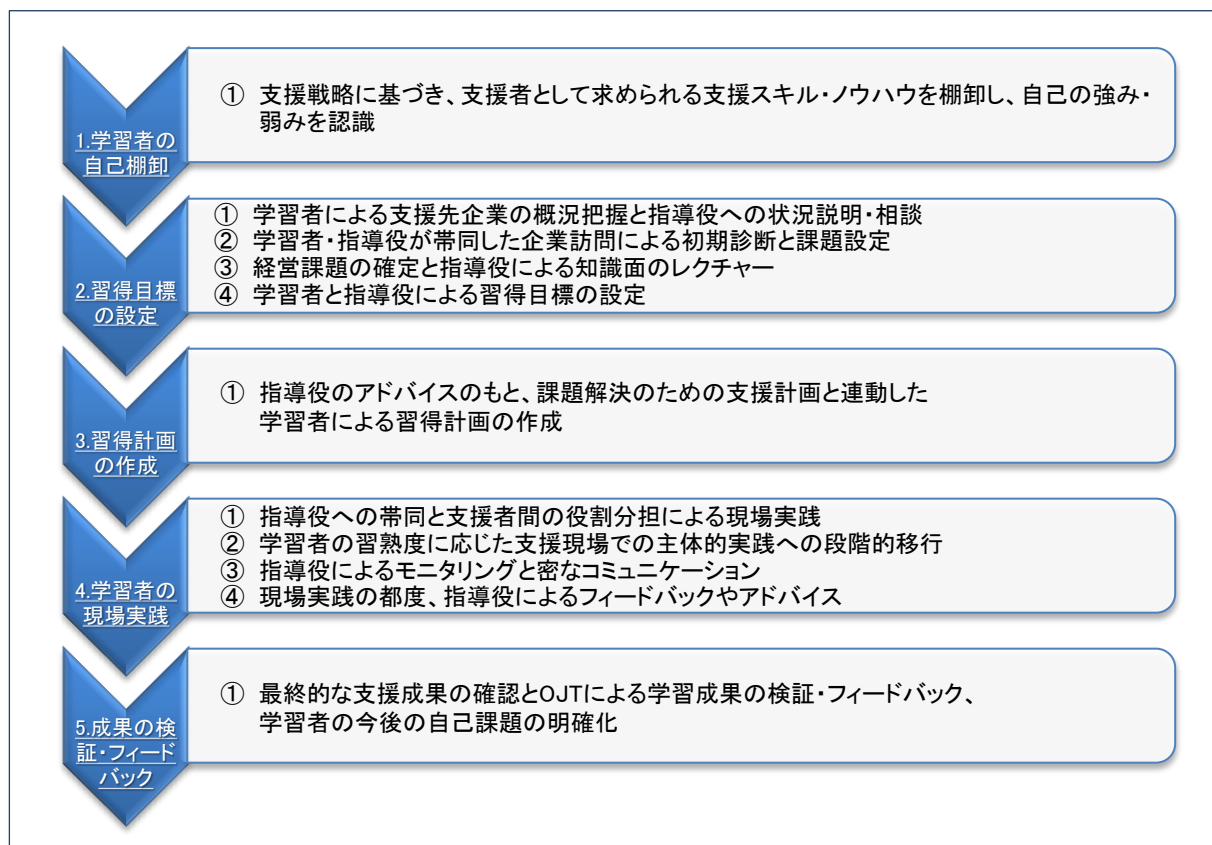 1.学習者の
自己棚卸
① 支援戦略に基づき、支援者として求められる支援スキル・ノウハウを棚卸し、自己の強み・
弱みを認識
2.習得目標
の設定
① 学習者による支援先企業の概況把握と指導役への状況説明・相談
② 学習者・指導役が帯同した企業訪問による初期診断と課題設定
③ 経営課題の確定と指導役による知識面のレクチャー
④ 学習者と指導役による習得目標の設定
3.習得計画
の作成
① 指導役のアドバイスのもと、課題解決のための支援計画と連動した
学習者による習得計画の作成
4.学習者の
現場実践
① 指導役への帯同と支援者間の役割分担による現場実践
② 学習者の習熟度に応じた支援現場での主体的実践への段階的移行
③ 指導役によるモニタリングと密なコミュニケーション
④ 現場実践の都度、指導役によるフィードバックやアドバイス
5.成果の検
証・フィード
バック
① 最終的な支援成果の確認とOJTによる学習成果の検証・フィードバック、
学習者の今後の自己課題の明確化